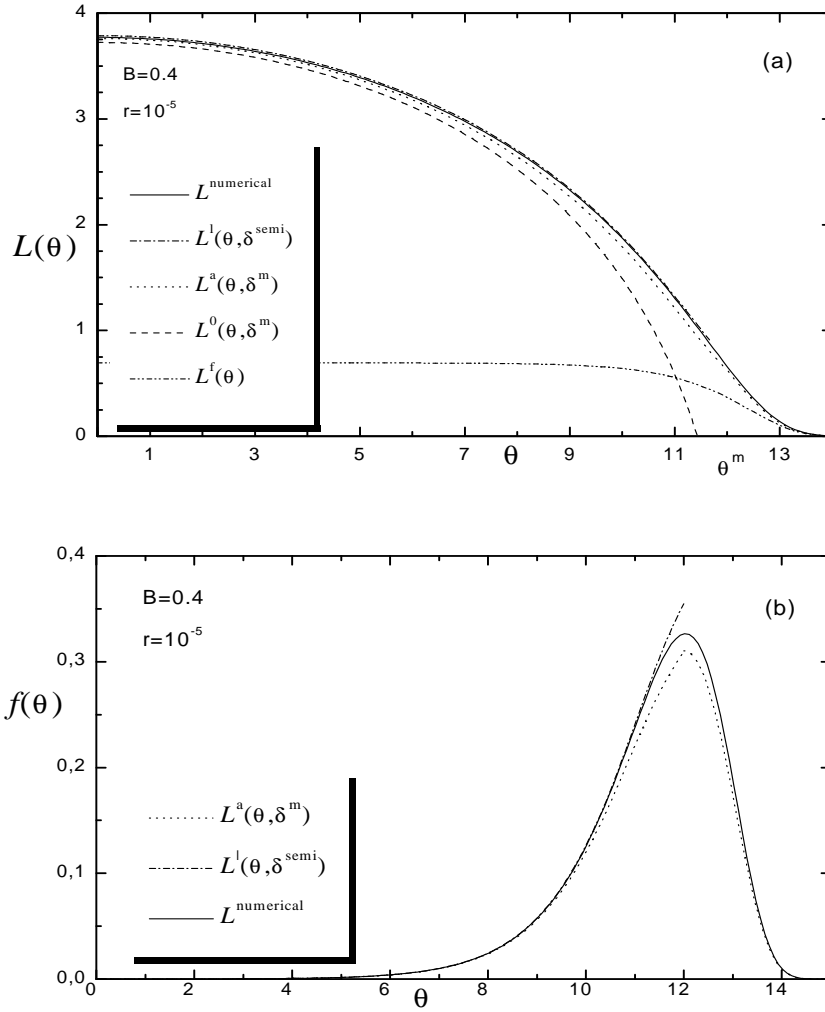 4
(a)
B=0.4
r=10⁻⁵
3
L^numerical
L^l(θ,δ^semi)
2
L(θ)
L^a(θ,δ^m)
L^0(θ,δ^m)
1
L^f(θ)
0
1 3 5 7 θ 9 11 θ^m 13
0,4
B=0.4
(b)
r=10⁻⁵
0,3
f(θ)
0,2
L^a(θ,δ^m)
L^l(θ,δ^semi)
0,1
L^numerical
0,0
0 2 4 6 θ 8 10 12 14